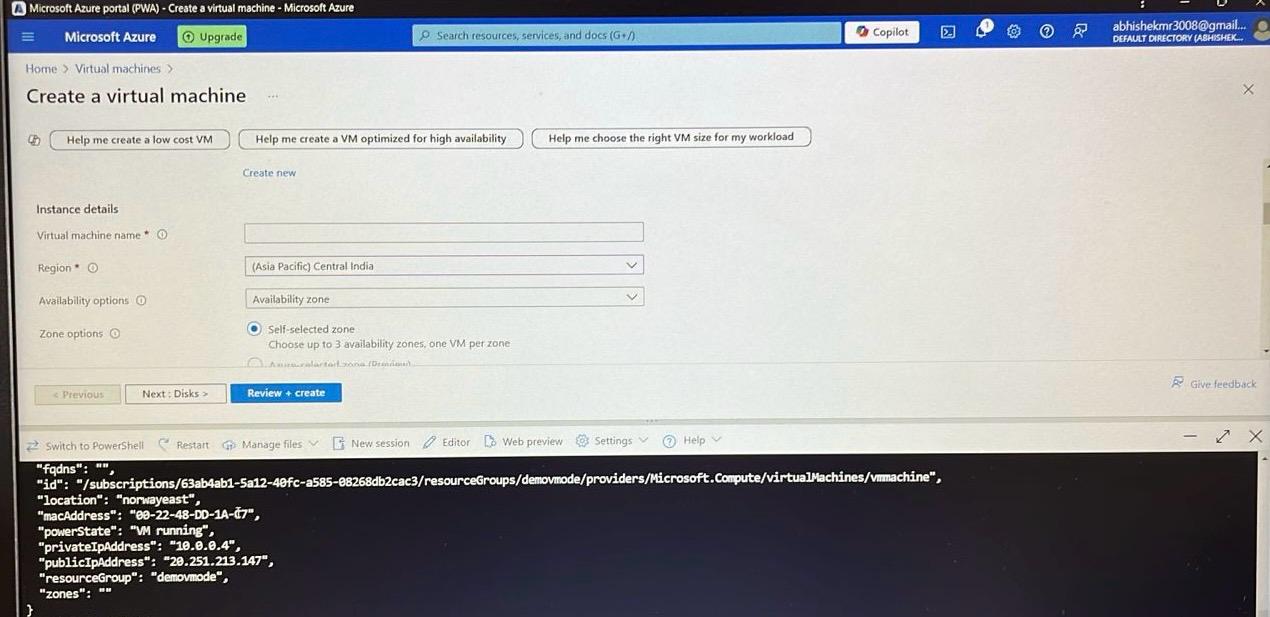 Microsoft Azure portal (PWA) - Create a virtual machine - Microsoft Azure
Microsoft Azure
Upgrade
Search resources, services, and docs (G+/)
Copilot
1
abhishekmr3008@gmail...
DEFAULT DIRECTORY (ABHISHEK...
Home > Virtual machines >
Create a virtual machine ...
Help me create a low cost VM
Help me create a VM optimized for high availability
Help me choose the right VM size for my workload
Create new
Instance details
Virtual machine name *
Region *
(Asia Pacific) Central India
Availability options
Availability zone
Zone options
Self-selected zone
Choose up to 3 availability zones, one VM per zone
Azure-selected zone (Preview)
< Previous
Next : Disks >
Review + create
Give feedback
Switch to PowerShell
Restart
Manage files
New session
Editor
Web preview
Settings
Help
"fqdns": "",
"id": "/subscriptions/63ab4ab1-5a12-40fc-a585-08268db2cac3/resourceGroups/demovmode/providers/Microsoft.Compute/virtualMachines/vmmachine",
"location": "norwayeast",
"macAddress": "00-22-48-DD-1A-C7",
"powerState": "VM running",
"privateIpAddress": "10.0.0.4",
"publicIpAddress": "20.251.213.147",
"resourceGroup": "demovmode",
"zones": ""
}